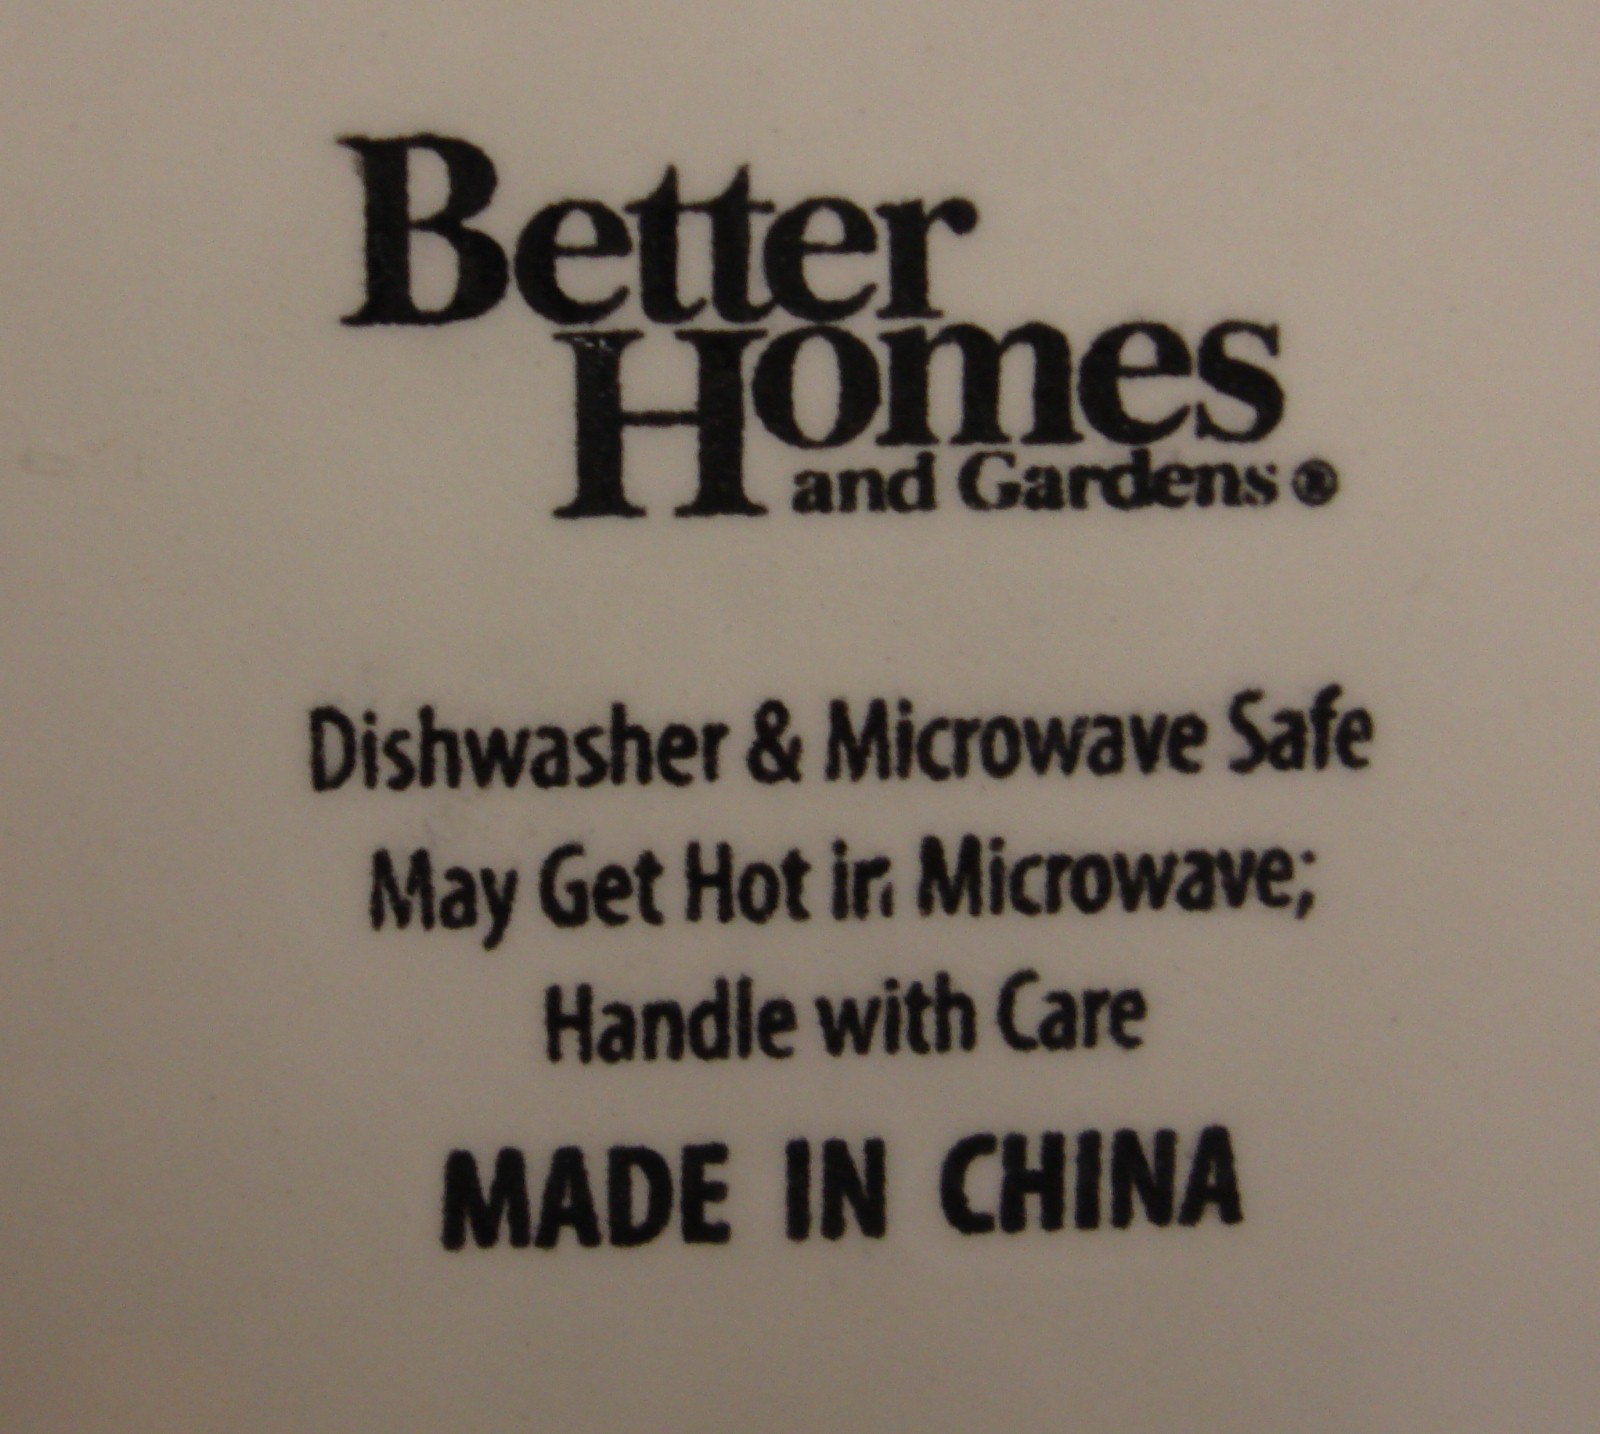 Better
Homes
and Gardens®
Dishwasher & Microwave Safe
May Get Hot in Microwave;
Handle with Care
MADE IN CHINA